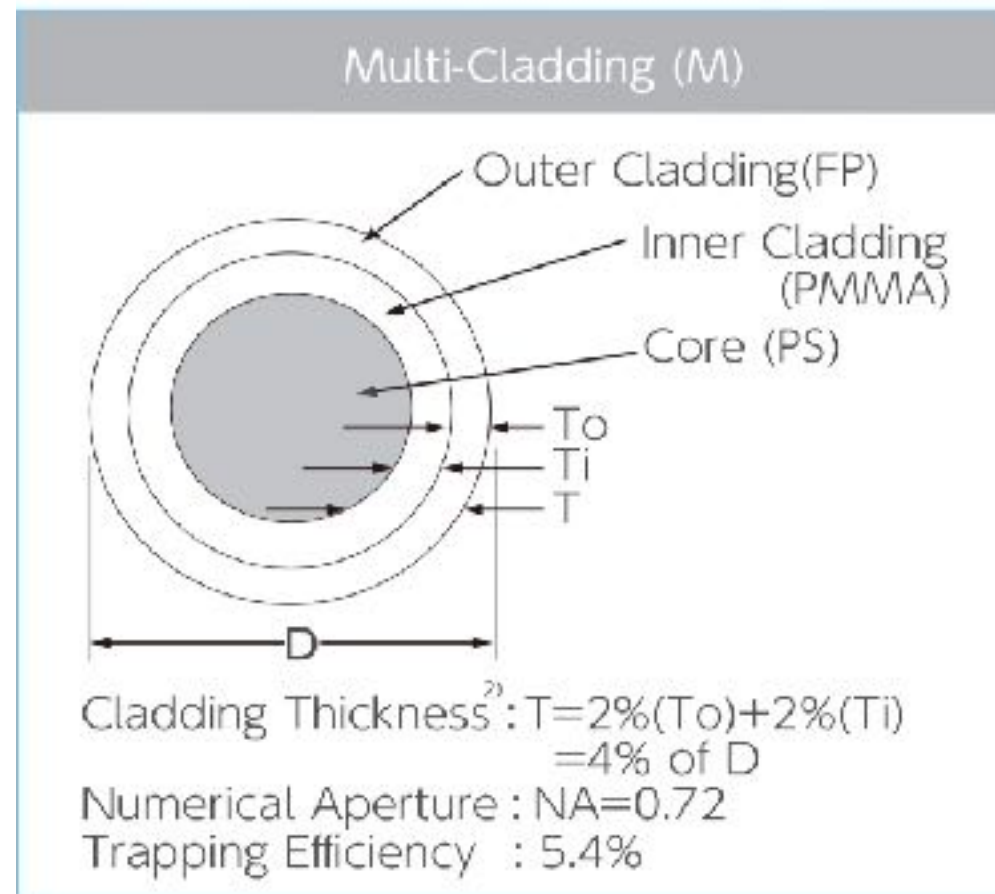 Multi-Cladding (M)
Outer Cladding(FP)
Inner Cladding
(PMMA)
Core (PS)
To
Ti
T
D
Cladding Thickness²⁾: T=2%(To)+2%(Ti)
=4% of D
Numerical Aperture : NA=0.72
Trapping Efficiency : 5.4%